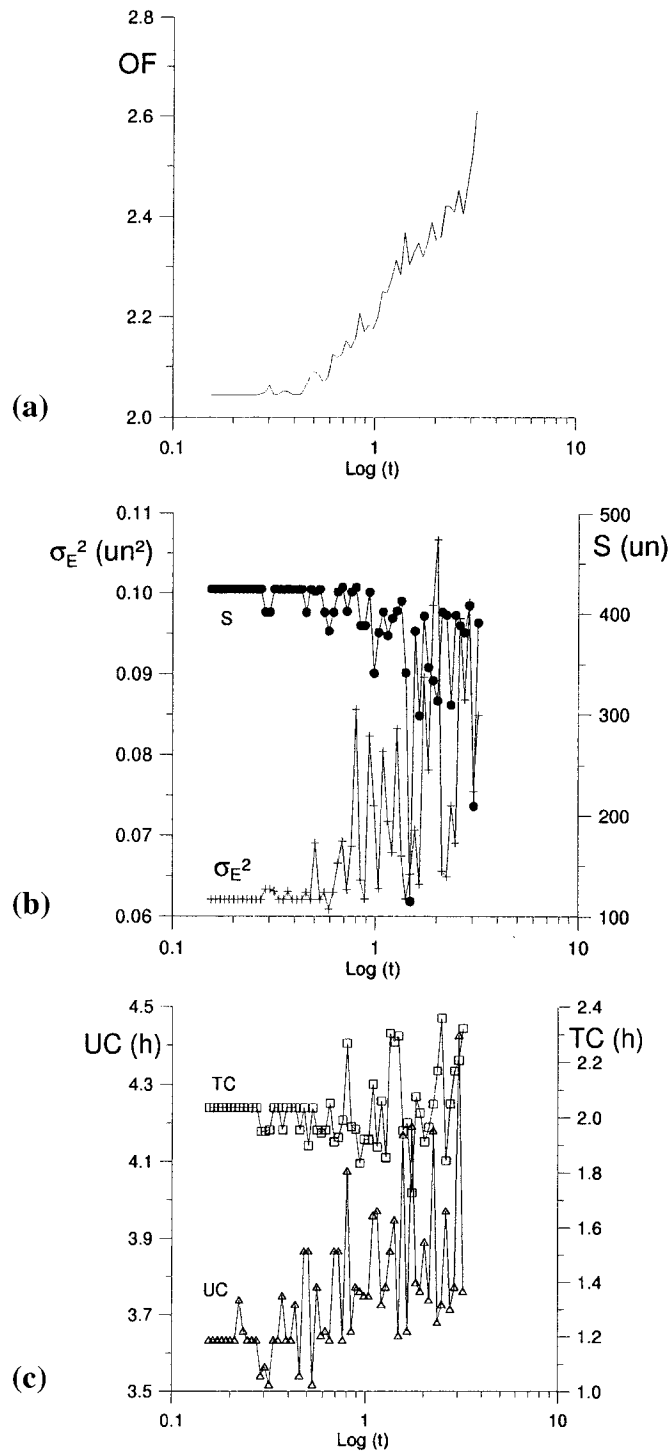 2.8
OF
2.6
2.4
2.2
2.0
0.1 1 10
Log (t)
(a)
0.11 500
σE² (un²) S (un)
0.10 400
S
0.09
0.08 300
0.07 200
σE²
0.06 100
0.1 1 10
Log (t)
(b)
4.5 2.4
UC (h) TC (h)
2.2
4.3
TC
2.0
4.1
1.8
3.9 1.6
1.4
3.7
UC
1.2
3.5 1.0
0.1 1 10
Log (t)
(c)